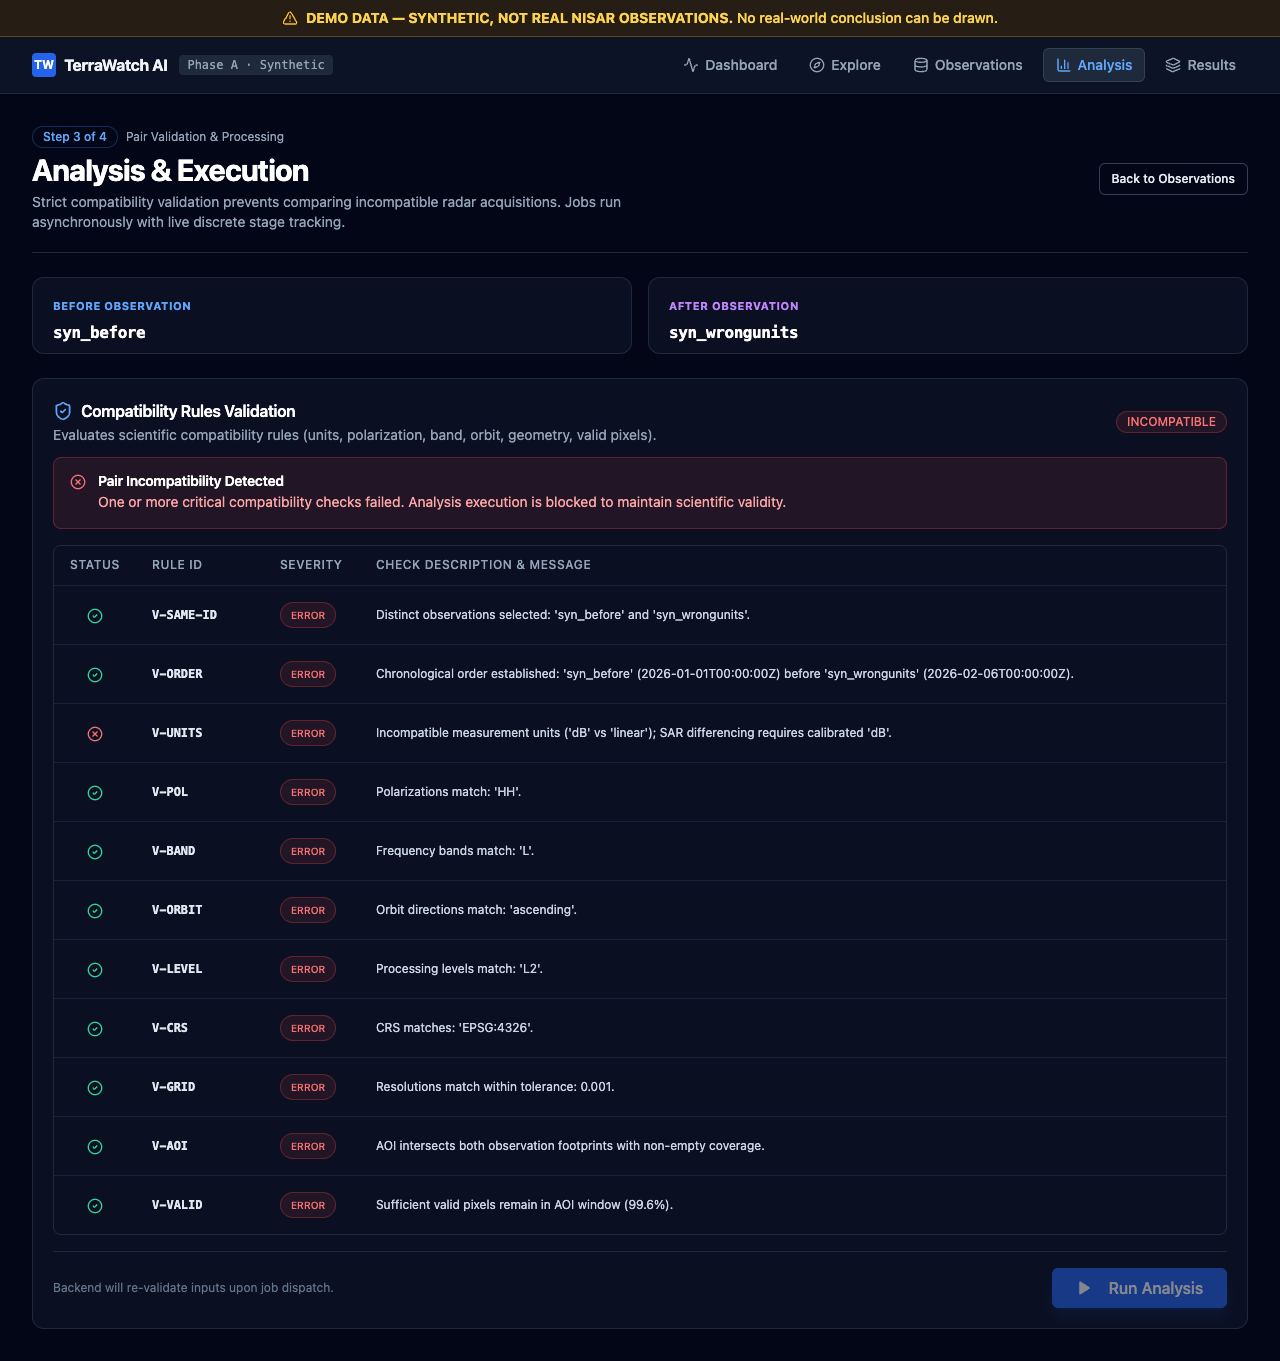 DEMO DATA — SYNTHETIC, NOT REAL NISAR OBSERVATIONS. No real-world conclusion can be drawn.
TW TerraWatch AI Phase A · Synthetic Dashboard Explore Observations Analysis Results
Step 3 of 4 Pair Validation & Processing
Analysis & Execution
Strict compatibility validation prevents comparing incompatible radar acquisitions. Jobs run
asynchronously with live discrete stage tracking.
Back to Observations
BEFORE OBSERVATION
syn_before
AFTER OBSERVATION
syn_wrongunits
Compatibility Rules Validation
Evaluates scientific compatibility rules (units, polarization, band, orbit, geometry, valid pixels).
INCOMPATIBLE
Pair Incompatibility Detected
One or more critical compatibility checks failed. Analysis execution is blocked to maintain scientific validity.
STATUS RULE ID SEVERITY CHECK DESCRIPTION & MESSAGE
V-SAME-ID ERROR Distinct observations selected: 'syn_before' and 'syn_wrongunits'.
V-ORDER ERROR Chronological order established: 'syn_before' (2026-01-01T00:00:00Z) before 'syn_wrongunits' (2026-02-06T00:00:00Z).
V-UNITS ERROR Incompatible measurement units ('dB' vs 'linear'); SAR differencing requires calibrated 'dB'.
V-POL ERROR Polarizations match: 'HH'.
V-BAND ERROR Frequency bands match: 'L'.
V-ORBIT ERROR Orbit directions match: 'ascending'.
V-LEVEL ERROR Processing levels match: 'L2'.
V-CRS ERROR CRS matches: 'EPSG:4326'.
V-GRID ERROR Resolutions match within tolerance: 0.001.
V-AOI ERROR AOI intersects both observation footprints with non-empty coverage.
V-VALID ERROR Sufficient valid pixels remain in AOI window (99.6%).
Backend will re-validate inputs upon job dispatch.
Run Analysis